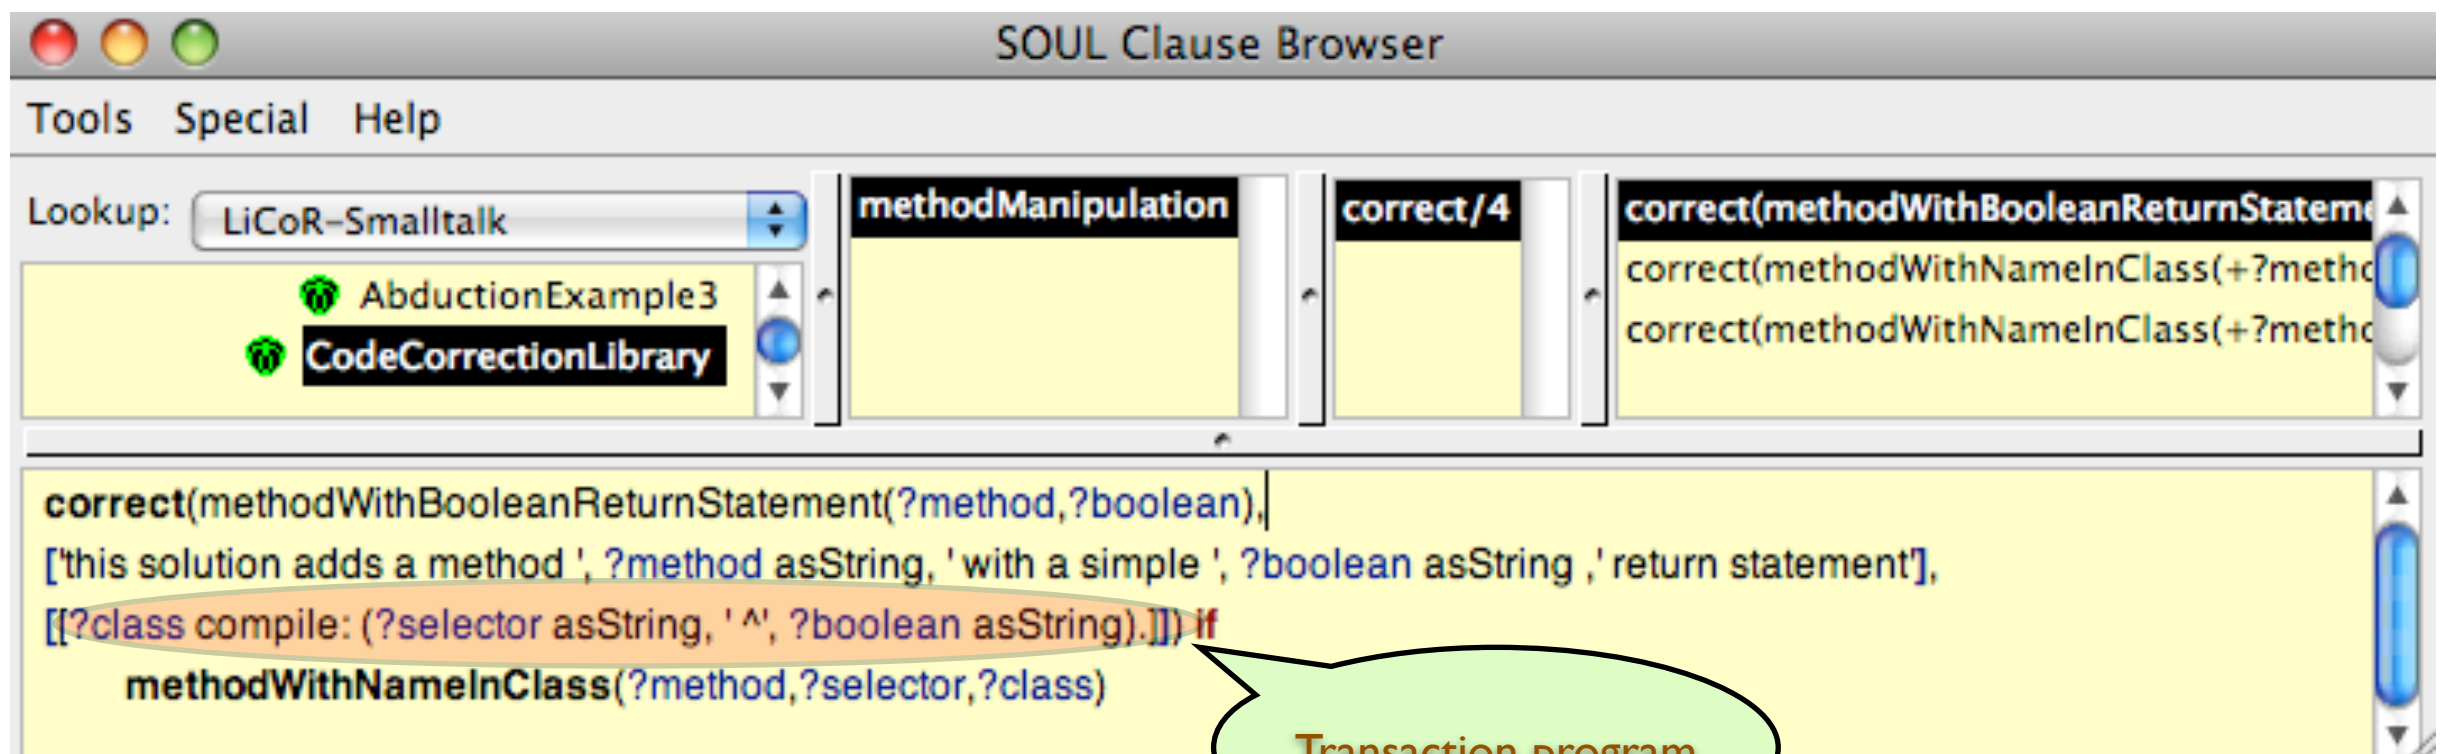 SOUL Clause Browser
Tools Special Help
Lookup: LiCoR-Smalltalk
AbductionExample3
CodeCorrectionLibrary
methodManipulation
correct/4
correct(methodWithBooleanReturnStateme
correct(methodWithNameInClass(+?metho
correct(methodWithNameInClass(+?metho
correct(methodWithBooleanReturnStatement(?method,?boolean),
['this solution adds a method ', ?method asString, ' with a simple ', ?boolean asString ,' return statement'],
[[?class compile: (?selector asString, ' ^', ?boolean asString).]]) if
methodWithNameInClass(?method,?selector,?class)
Transaction program